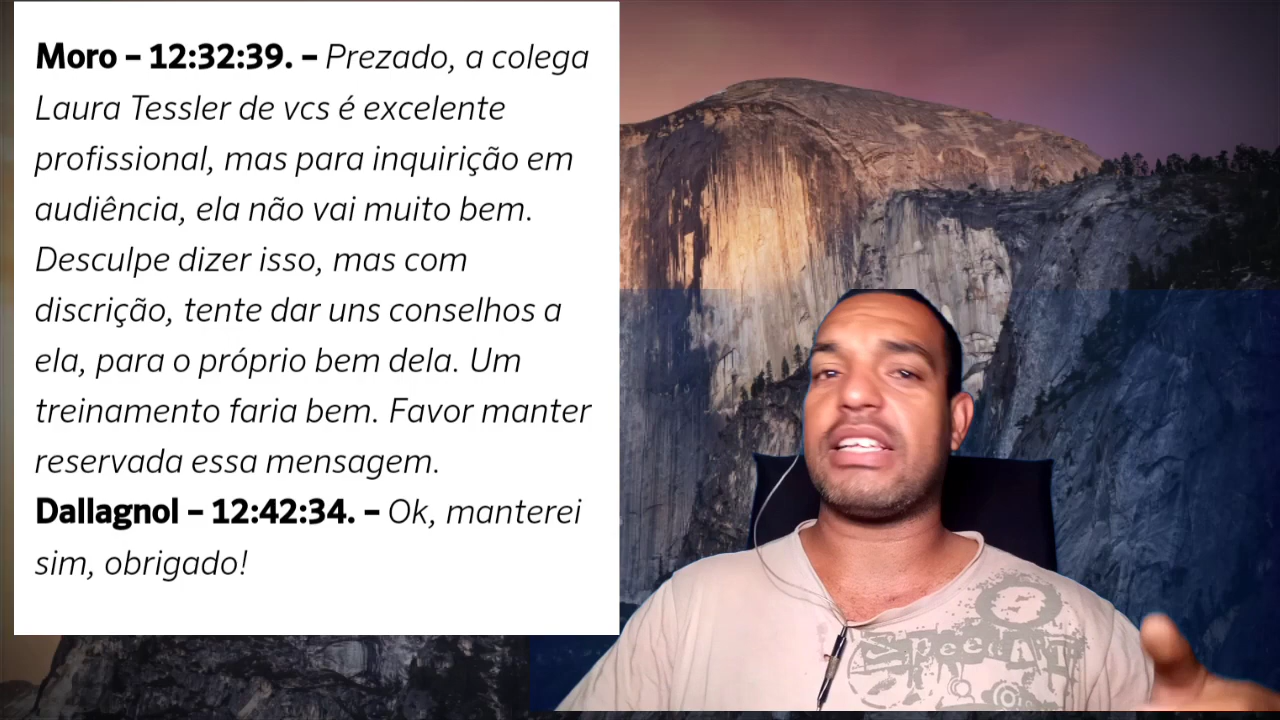 Moro – 12:32:39. – Prezado, a colega
Laura Tessler de vcs é excelente
profissional, mas para inquirição em
audiência, ela não vai muito bem.
Desculpe dizer isso, mas com
discrição, tente dar uns conselhos a
ela, para o próprio bem dela. Um
treinamento faria bem. Favor manter
reservada essa mensagem.
Dallagnol – 12:42:34. – Ok, manterei
sim, obrigado!